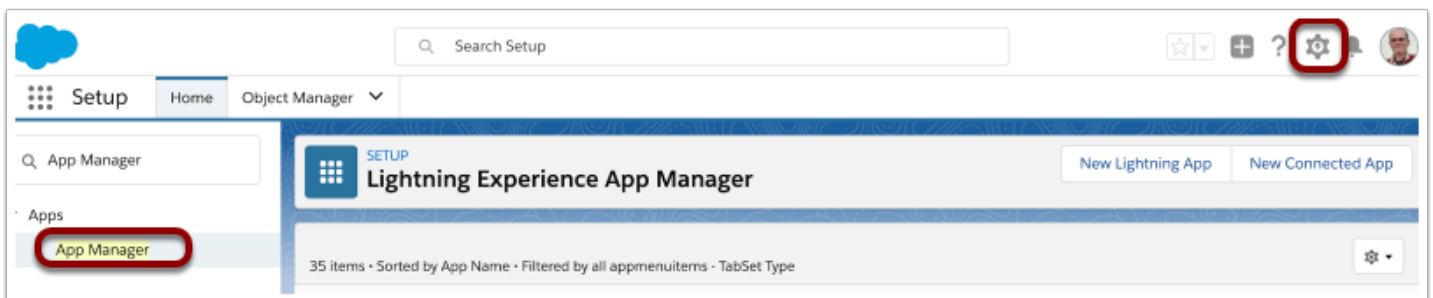 Search Setup
?
Setup Home Object Manager
App Manager
SETUP
Lightning Experience App Manager
New Lightning App New Connected App
Apps
App Manager
35 items • Sorted by App Name • Filtered by all appmenuitems - TabSet Type